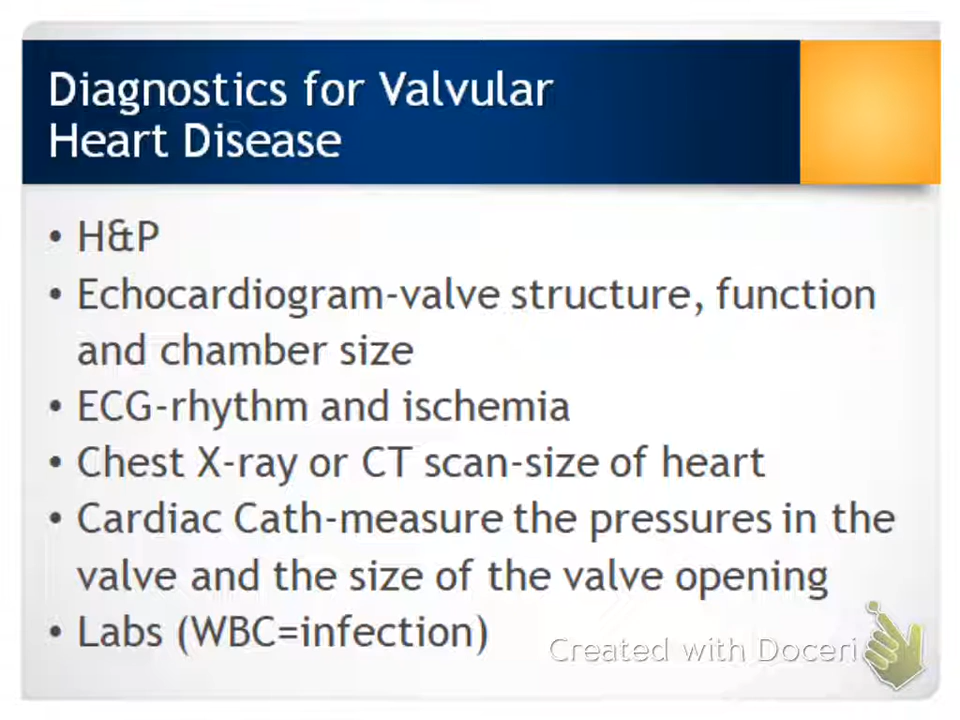 Diagnostics for Valvular
Heart Disease
• H&P
• Echocardiogram-valve structure, function
and chamber size
• ECG-rhythm and ischemia
• Chest X-ray or CT scan-size of heart
• Cardiac Cath-measure the pressures in the
valve and the size of the valve opening
• Labs (WBC=infection)
Created with Doceri